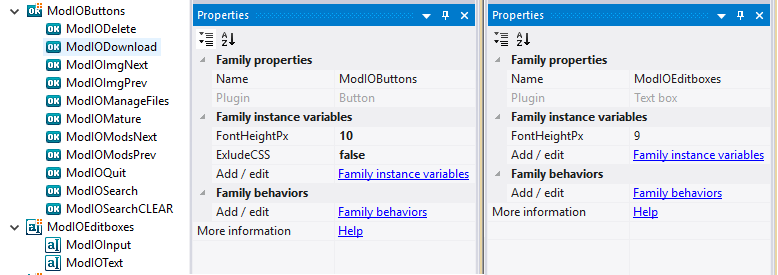 ModIOButtons
ModIODelete
ModIODownload
ModIOImgNext
ModIOImgPrev
ModIOManageFiles
ModIOMature
ModIOModsNext
ModIOModsPrev
ModIOQuit
ModIOSearch
ModIOSearchCLEAR
ModIOEditboxes
ModIOInput
ModIOText
Properties
Family properties
Name ModIOButtons
Plugin Button
Family instance variables
FontHeightPx 10
ExludeCSS false
Add / edit Family instance variables
Family behaviors
Add / edit Family behaviors
More information Help
Properties
Family properties
Name ModIOEditboxes
Plugin Text box
Family instance variables
FontHeightPx 9
Add / edit Family instance variables
Family behaviors
Add / edit Family behaviors
More information Help